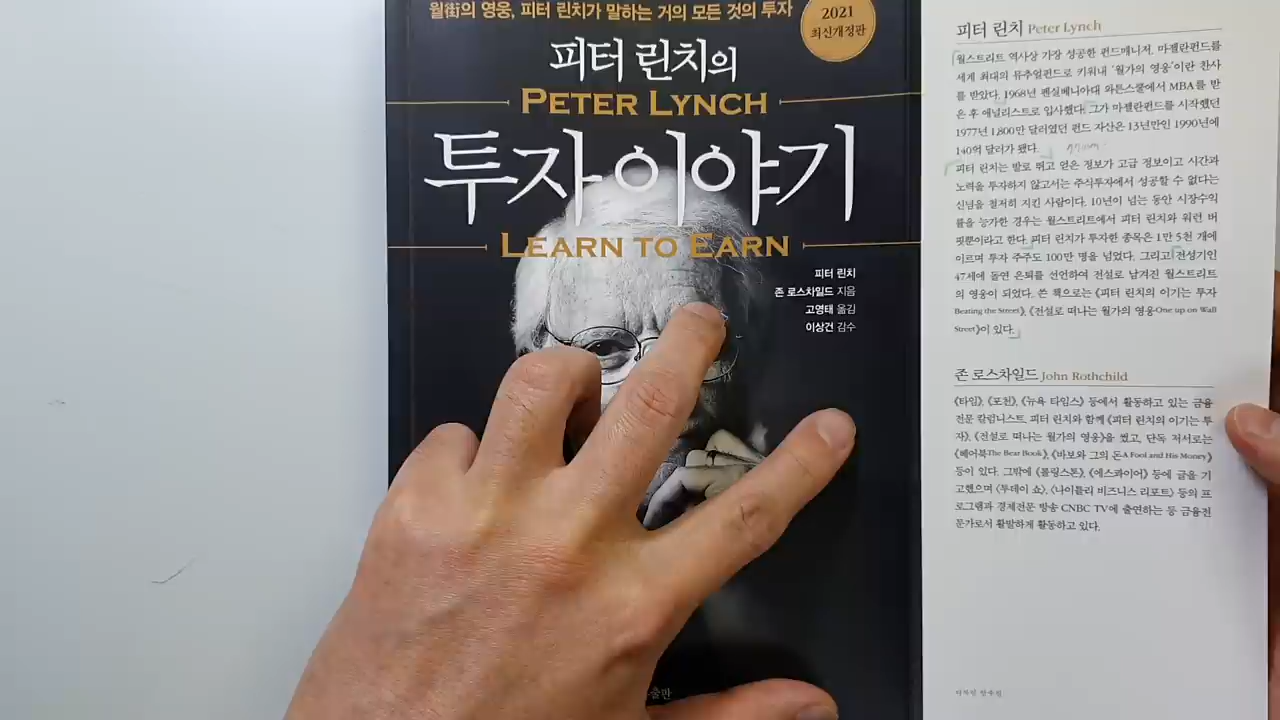 월街의 영웅, 피터 린치가 말하는 거의 모든 것의 투자
2021
최신개정판
피터 린치의
PETER LYNCH
투자 이야기
LEARN TO EARN
피터 린치
존 로스차일드 지음
고영태 옮김
이상건 감수
출판
피터 린치 Peter Lynch
월스트리트 역사상 가장 성공한 펀드매니저. 마젤란펀드를
세계 최대의 뮤추얼펀드로 키워내 '월가의 영웅'이란 찬사
를 받았다. 1968년 펜실베니아대 와튼스쿨에서 MBA를 받
은 후 애널리스트로 입사했다. 그가 마젤란펀드를 시작했던
1977년 1,800만 달러였던 펀드 자산은 13년만인 1990년에
140억 달러가 됐다.
피터 린치는 발로 뛰고 얻은 정보가 고급 정보이고 시간과
노력을 투자하지 않고서는 주식투자에서 성공할 수 없다는
신념을 철저히 지킨 사람이다. 10년이 넘는 동안 시장수익
률을 능가한 경우는 월스트리트에서 피터 린치와 워런 버
핏뿐이라고 한다. 피터 린치가 투자한 종목은 1만 5천 개에
이르며 투자 주주도 100만 명을 넘었다. 그리고 전성기인
47세에 돌연 은퇴를 선언하여 전설로 남겨진 월스트리트
의 영웅이 되었다. 쓴 책으로는 《피터 린치의 이기는 투자
Beating the Street》, 《전설로 떠나는 월가의 영웅One up on Wall
Street》이 있다.
존 로스차일드 John Rothchild
《타임》, 《포천》, 《뉴욕 타임스》 등에서 활동하고 있는 금융
전문 칼럼니스트. 피터 린치와 함께 《피터 린치의 이기는 투
자》, 《전설로 떠나는 월가의 영웅》을 썼고, 단독 저서로는
《베어북The Bear Book》, 《바보와 그의 돈A Fool and His Money》
등이 있다. 그밖에 《롤링스톤》, 《에스콰이어》 등에 글을 기
고했으며 〈투데이 쇼〉, 〈나이틀리 비즈니스 리포트〉 등의 프
로그램과 경제전문 방송 CNBC TV에 출연하는 등 금융전
문가로서 활발하게 활동하고 있다.